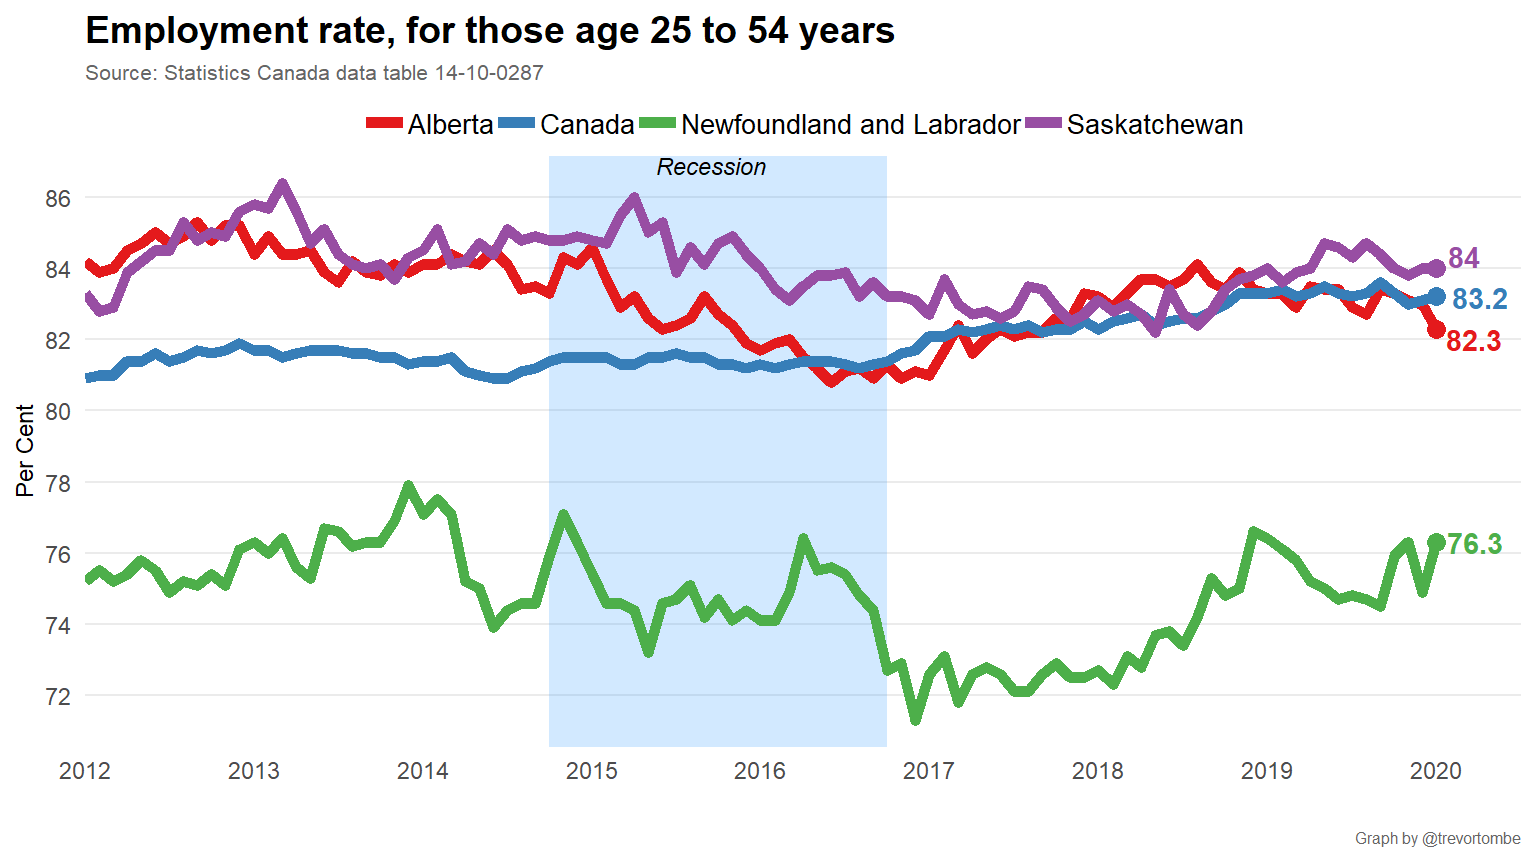 Employment rate, for those age 25 to 54 years
Source: Statistics Canada data table 14-10-0287
Alberta Canada Newfoundland and Labrador Saskatchewan
Recession
Per Cent
86
84
82
80
78
76
74
72
84
83.2
82.3
76.3
2012 2013 2014 2015 2016 2017 2018 2019 2020
Graph by @trevortombe